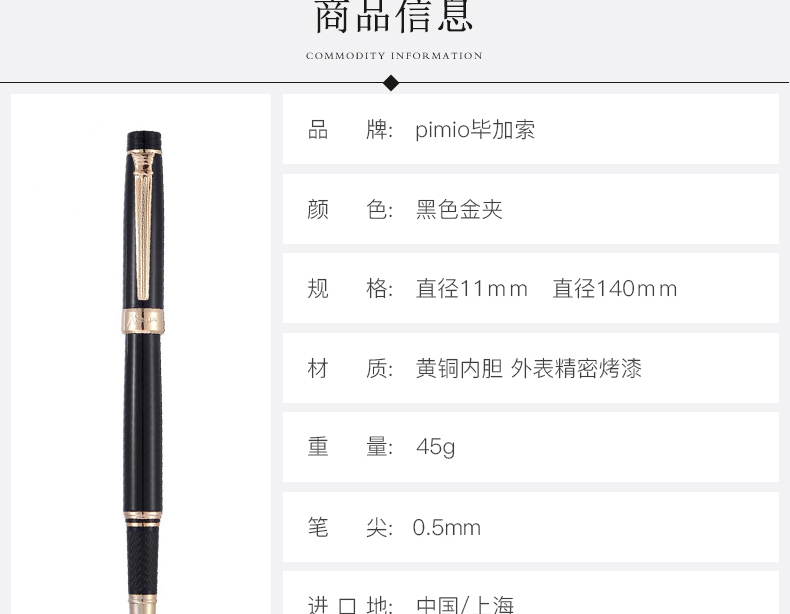 商品信息
COMMODITY INFORMATION
品 牌: pimio毕加索
颜 色: 黑色金夹
规 格: 直径11mm 直径140mm
材 质: 黄铜内胆 外表精密烤漆
重 量: 45g
笔 尖: 0.5mm
进口地: 中国/上海